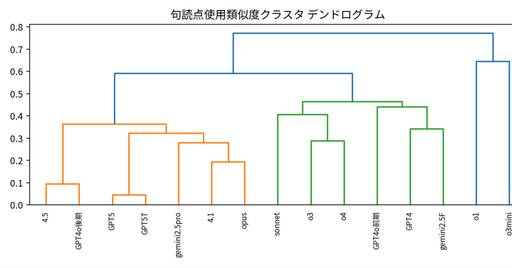 句読点使用類似度クラスタ デンドログラム
0.8
0.7
0.6
0.5
0.4
0.3
0.2
0.1
0.0
4.5
GPT4o後期
GPT5
GPT5T
gemini2.5pro
4.1
opus
sonnet
o3
o4
GPT4o前期
GPT4
gemini2.5F
o1
o3mini